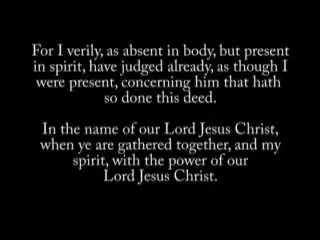 For I verily, as absent in body, but present
in spirit, have judged already, as though I
were present, concerning him that hath
so done this deed.
In the name of our Lord Jesus Christ,
when ye are gathered together, and my
spirit, with the power of our
Lord Jesus Christ.